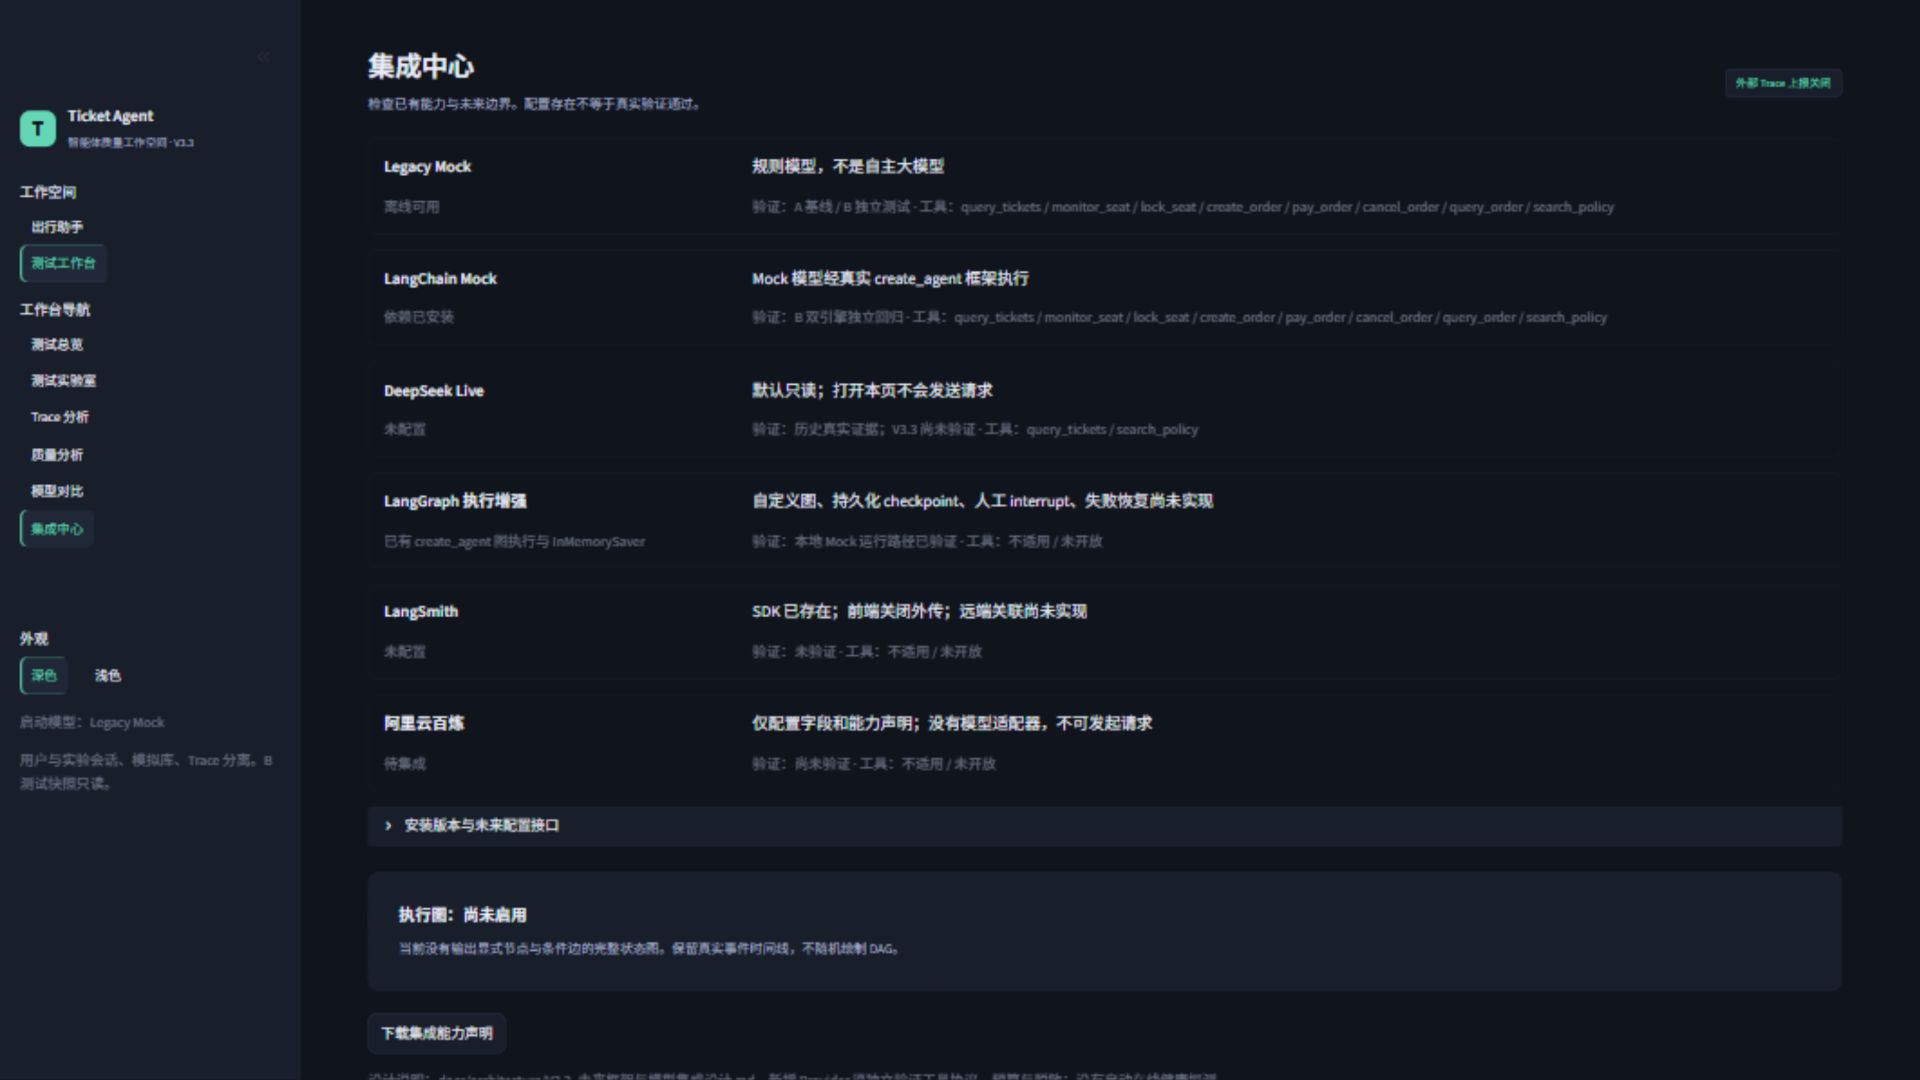 T
Ticket Agent
智能体质量工作空间 · V3.3
工作空间
出行助手
测试工作台
工作台导航
测试总览
测试实验室
Trace 分析
质量分析
模型对比
集成中心
外观
深色
浅色
启动模型：Legacy Mock
用户与实验会话、模拟库、Trace 分离。B
测试快照只读。
集成中心
检查已有能力与未来边界。配置存在不等于真实验证通过。
外部 Trace 上报关闭
Legacy Mock
规则模型，不是自主大模型
离线可用
验证：A 基线 / B 独立测试 · 工具：query_tickets / monitor_seat / lock_seat / create_order / pay_order / cancel_order / query_order / search_policy
LangChain Mock
Mock 模型经真实 create_agent 框架执行
依赖已安装
验证：B 双引擎独立回归 · 工具：query_tickets / monitor_seat / lock_seat / create_order / pay_order / cancel_order / query_order / search_policy
DeepSeek Live
默认只读；打开本页不会发送请求
未配置
验证：历史真实证据；V3.3 尚未验证 · 工具：query_tickets / search_policy
LangGraph 执行增强
自定义图、持久化 checkpoint、人工 interrupt、失败恢复尚未实现
已有 create_agent 图执行与 InMemorySaver
验证：本地 Mock 运行路径已验证 · 工具：不适用 / 未开放
LangSmith
SDK 已存在；前端关闭外传；远端关联尚未实现
未配置
验证：未验证 · 工具：不适用 / 未开放
阿里云百炼
仅配置字段和能力声明；没有模型适配器，不可发起请求
待集成
验证：尚未验证 · 工具：不适用 / 未开放
安装版本与未来配置接口
执行图：尚未启用
当前没有输出显式节点与条件边的完整状态图。保留真实事件时间线，不随机绘制 DAG。
下载集成能力声明